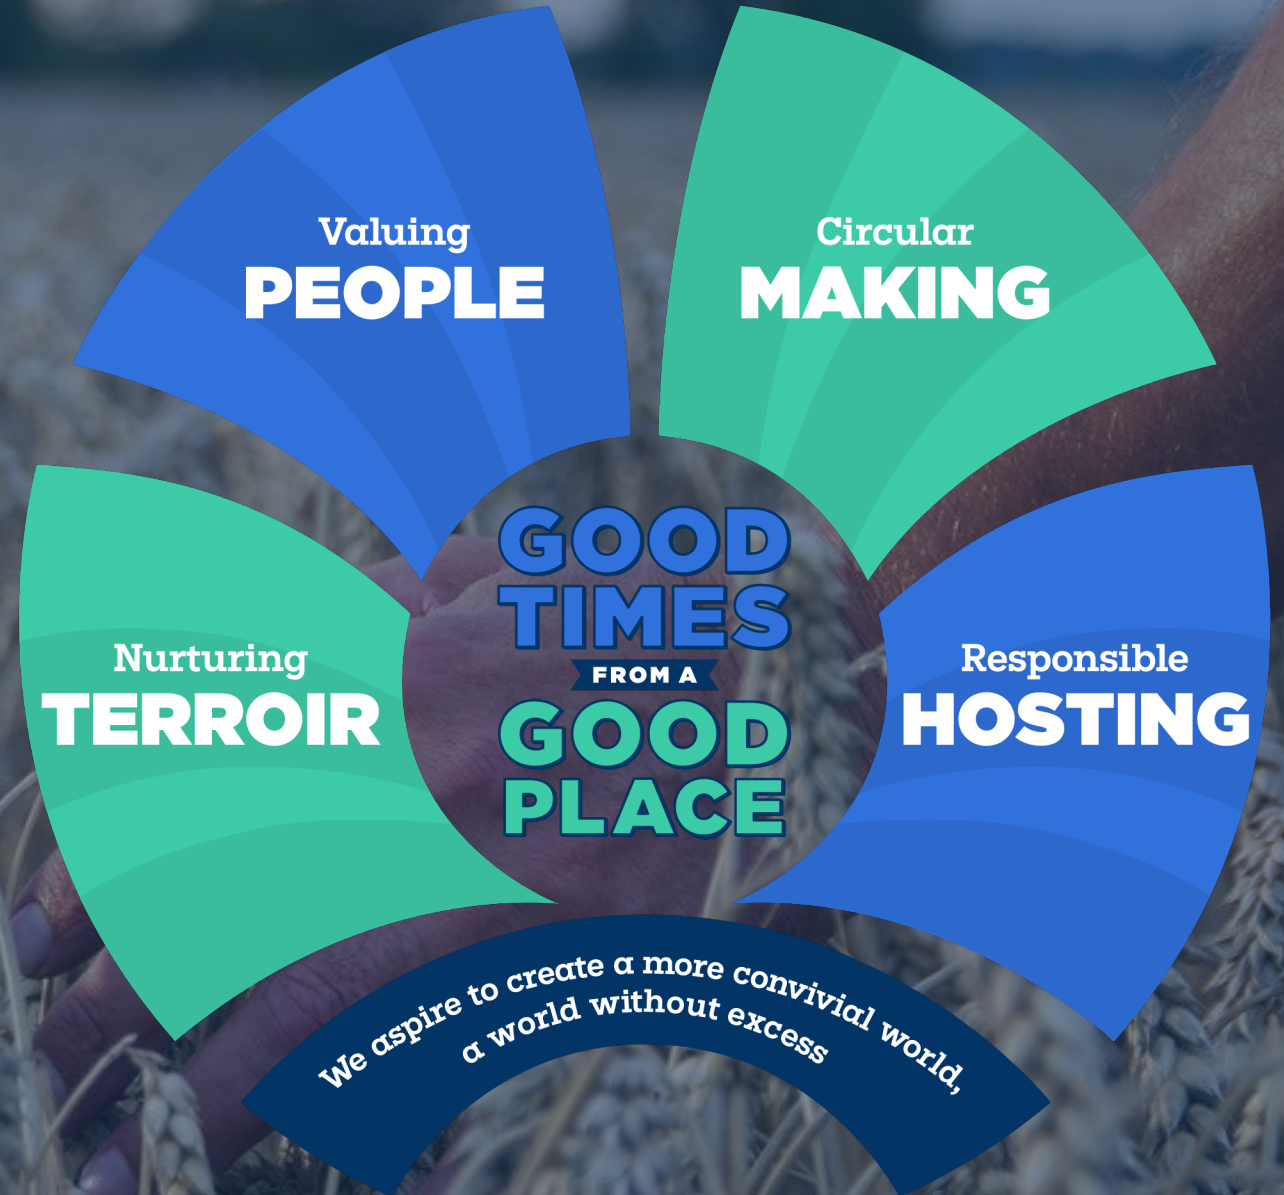 Valuing
PEOPLE
Circular
MAKING
Nurturing
TERROIR
GOOD
TIMES
FROM A
GOOD
PLACE
Responsible
HOSTING
We aspire to create a more convivial world,
a world without excess